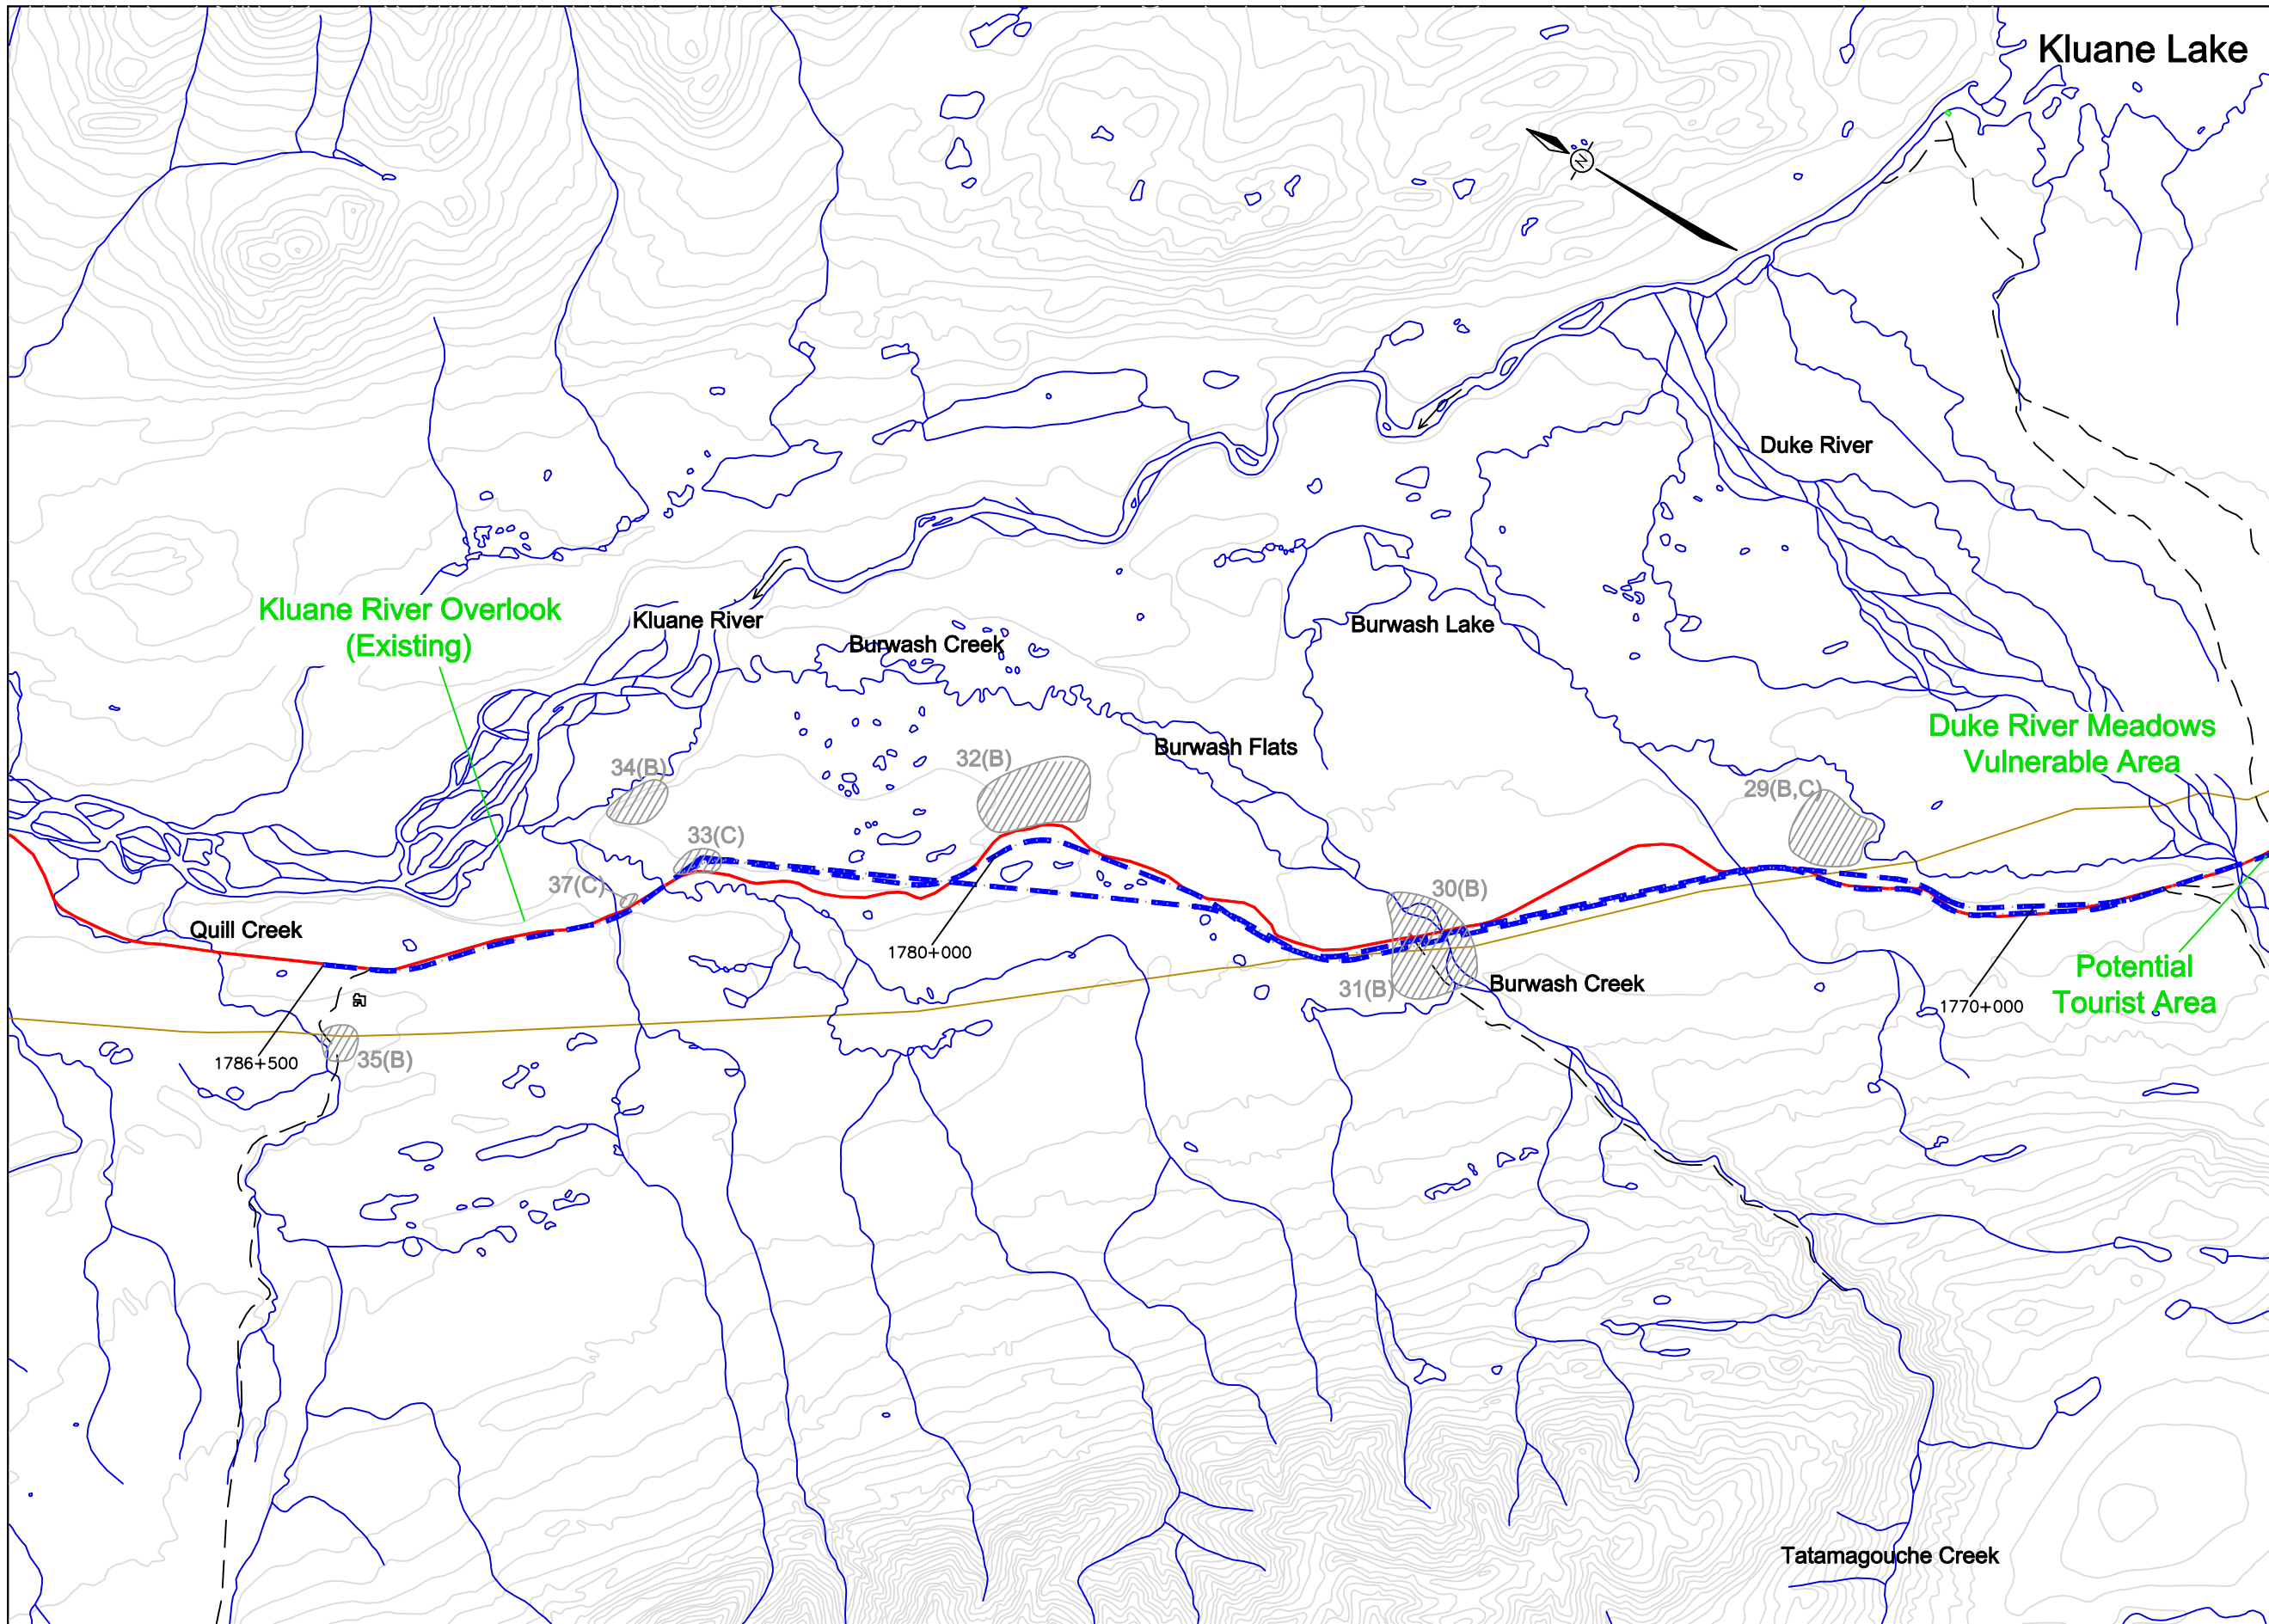 Kluane Lake
N
Duke River
Kluane River Overlook
(Existing)
Kluane River
Burwash Creek
Burwash Lake
Burwash Flats
Duke River Meadows
Vulnerable Area
34(B)
32(B)
29(B,C)
33(C)
37(C)
30(B)
Quill Creek
1780+000
31(B)
Burwash Creek
Potential
Tourist Area
1770+000
1786+500
35(B)
Tatamagouche Creek